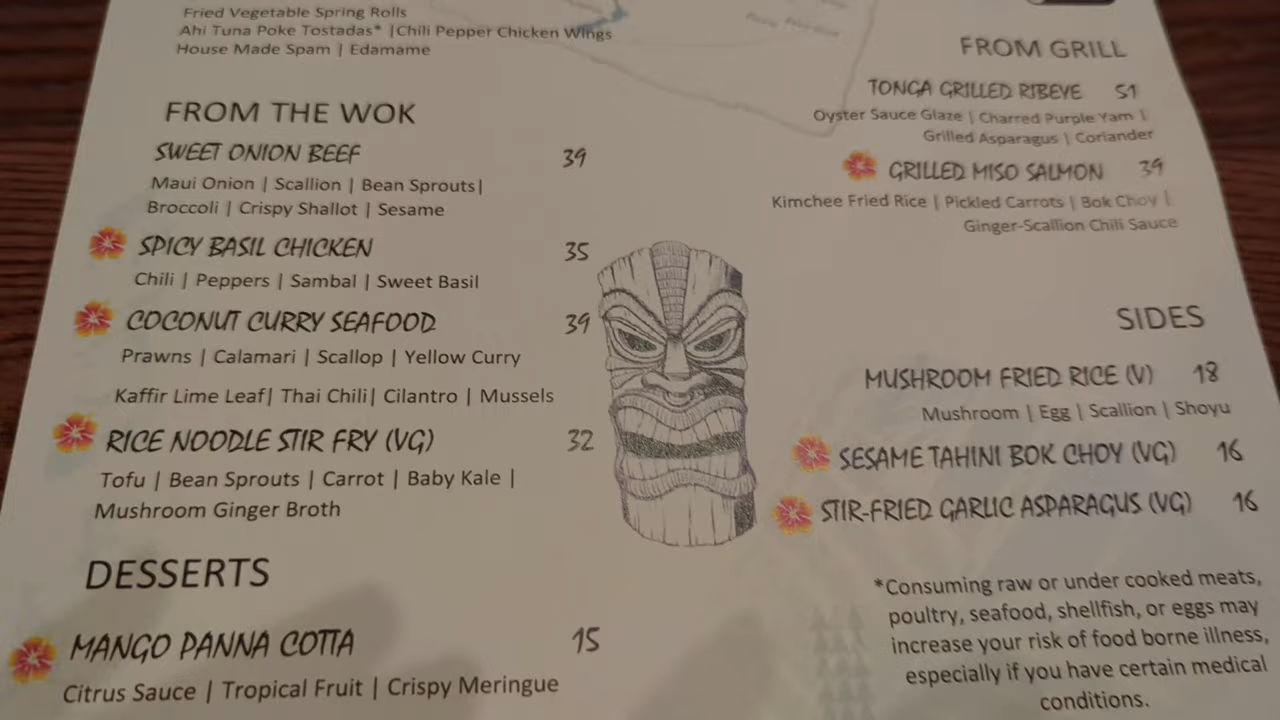 Fried Vegetable Spring Rolls
Ahi Tuna Poke Tostadas* |Chili Pepper Chicken Wings
House Made Spam | Edamame
FROM THE WOK
SWEET ONION BEEF 39
Maui Onion | Scallion | Bean Sprouts|
Broccoli | Crispy Shallot | Sesame
SPICY BASIL CHICKEN 35
Chili | Peppers | Sambal | Sweet Basil
COCONUT CURRY SEAFOOD 39
Prawns | Calamari | Scallop | Yellow Curry
Kaffir Lime Leaf| Thai Chili| Cilantro | Mussels
RICE NOODLE STIR FRY (VG) 32
Tofu | Bean Sprouts | Carrot | Baby Kale |
Mushroom Ginger Broth
DESSERTS
MANGO PANNA COTTA 15
Citrus Sauce | Tropical Fruit | Crispy Meringue
FROM GRILL
TONGA GRILLED RIBEYE 51
Oyster Sauce Glaze | Charred Purple Yam |
Grilled Asparagus | Coriander
GRILLED MISO SALMON 39
Kimchee Fried Rice | Pickled Carrots | Bok Choy |
Ginger-Scallion Chili Sauce
SIDES
MUSHROOM FRIED RICE (V) 18
Mushroom | Egg | Scallion | Shoyu
SESAME TAHINI BOK CHOY (VG) 16
STIR-FRIED GARLIC ASPARAGUS (VG) 16
*Consuming raw or under cooked meats,
poultry, seafood, shellfish, or eggs may
increase your risk of food borne illness,
especially if you have certain medical
conditions.